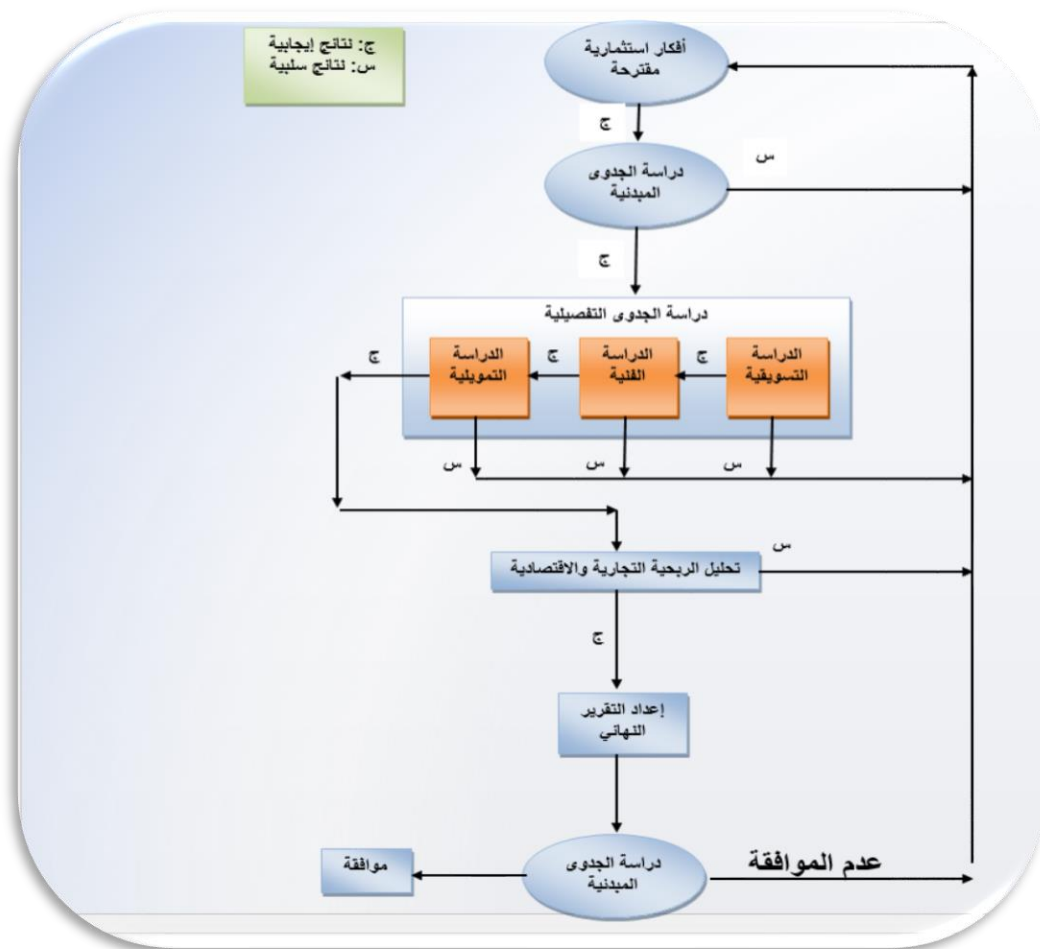 ج: نتائج إيجابية
س: نتائج سلبية
أفكار استثمارية
مقترحة
ج
دراسة الجدوى
المبدئية
س
ج
دراسة الجدوى التفصيلية
الدراسة
التسويقية
ج
الدراسة
الفنية
ج
الدراسة
التمويلية
ج
س
س
س
تحليل الربحية التجارية والاقتصادية
س
ج
إعداد التقرير
النهائي
دراسة الجدوى
المبدئية
عدم الموافقة
موافقة